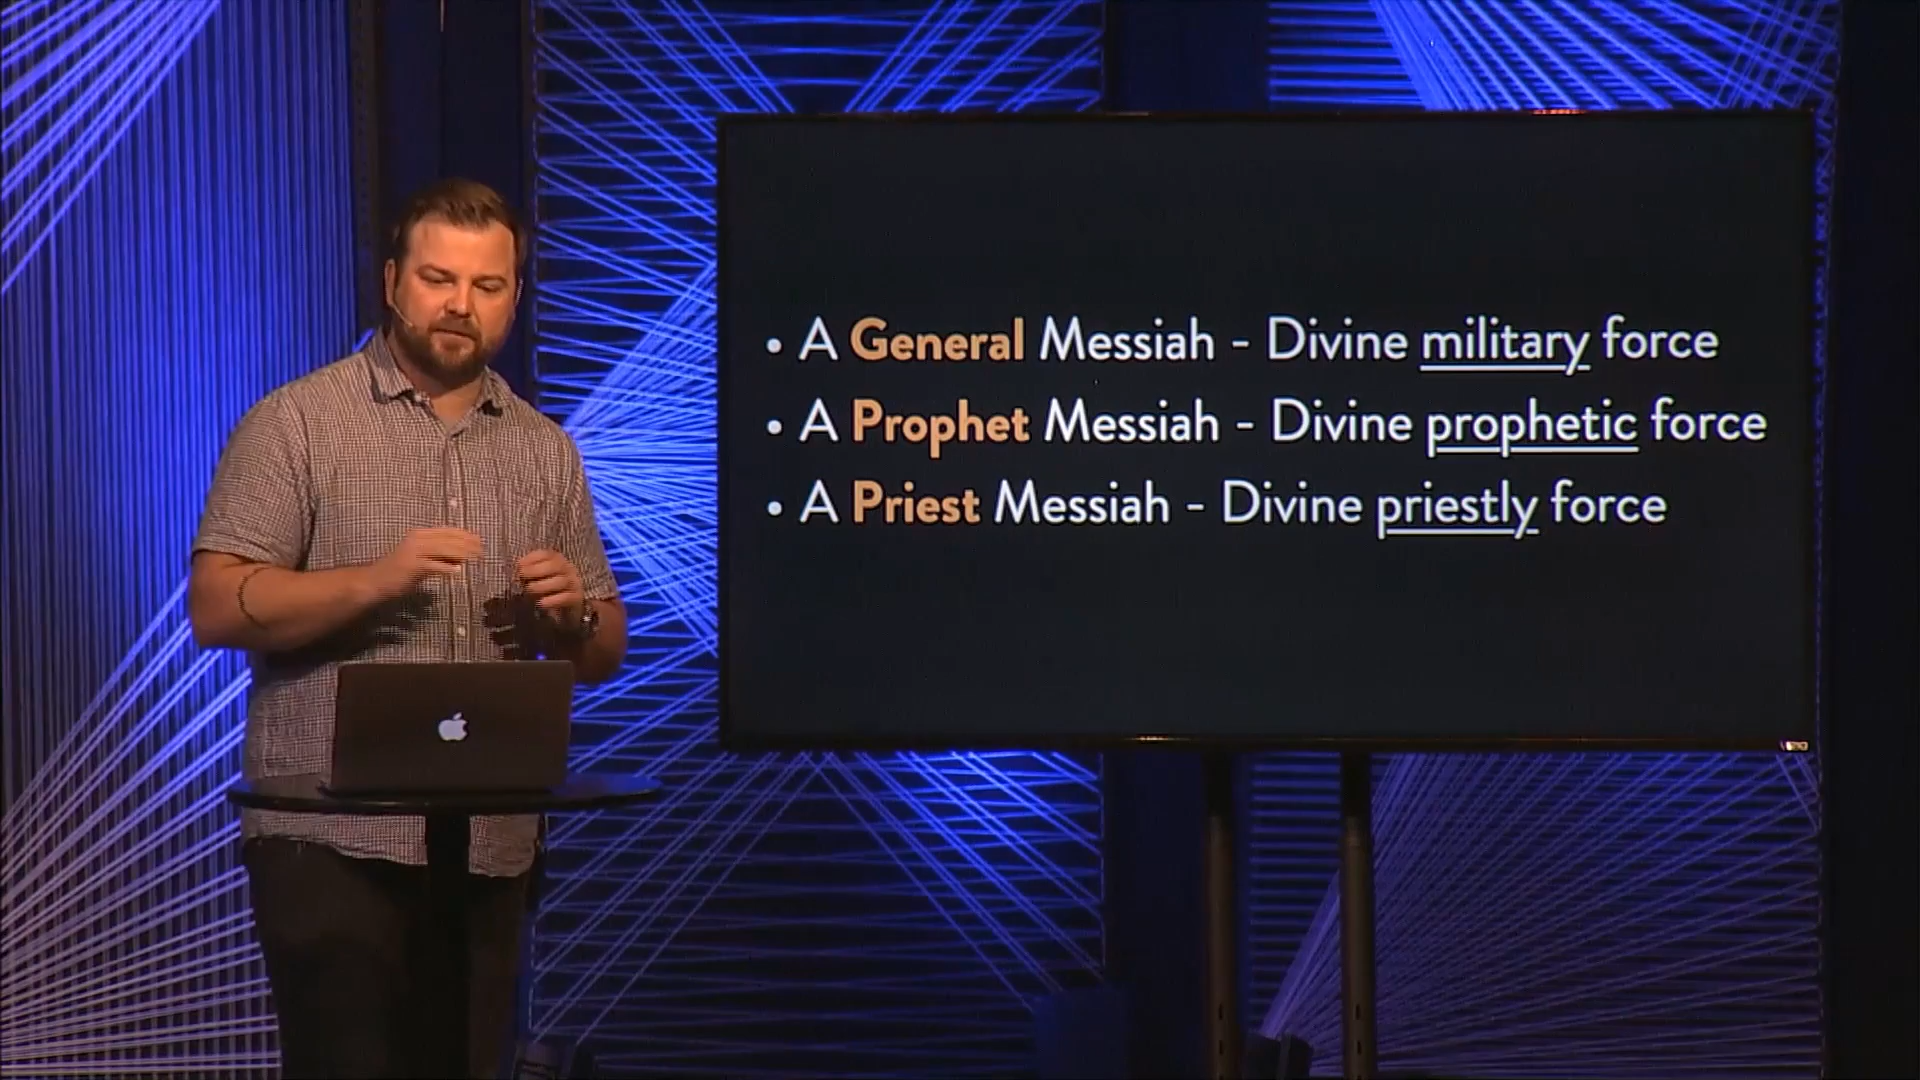 • A General Messiah - Divine military force
• A Prophet Messiah - Divine prophetic force
• A Priest Messiah - Divine priestly force